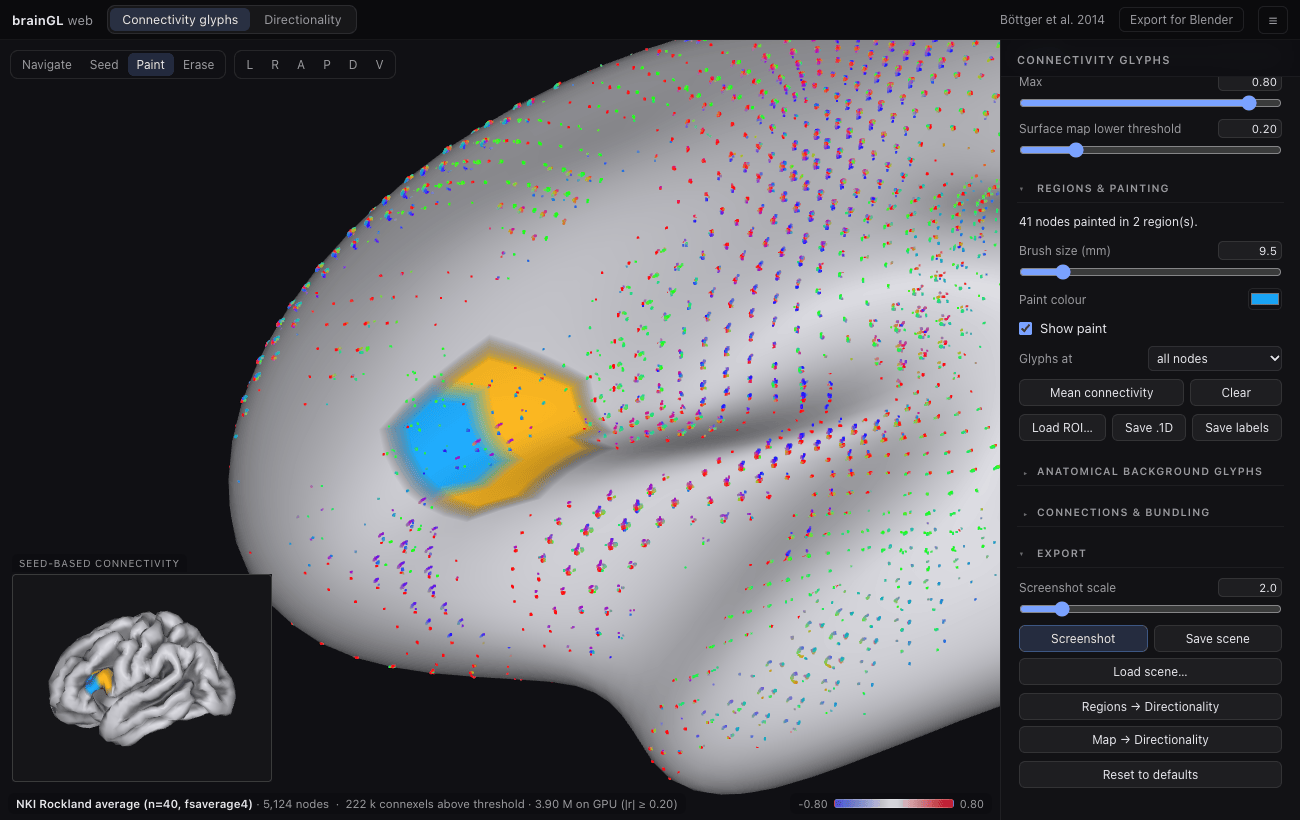 brainGL web
Connectivity glyphs
Directionality
Böttger et al. 2014
Export for Blender
Navigate Seed Paint Erase
L R A P D V
CONNECTIVITY GLYPHS
Max 0.80
Surface map lower threshold 0.20
REGIONS & PAINTING
41 nodes painted in 2 region(s).
Brush size (mm) 9.5
Paint colour
Show paint
Glyphs at all nodes
Mean connectivity Clear
Load ROI... Save .1D Save labels
ANATOMICAL BACKGROUND GLYPHS
CONNECTIONS & BUNDLING
EXPORT
Screenshot scale 2.0
Screenshot Save scene
Load scene...
Regions → Directionality
Map → Directionality
Reset to defaults
SEED-BASED CONNECTIVITY
NKI Rockland average (n=40, fsaverage4) · 5,124 nodes · 222 k connexels above threshold · 3.90 M on GPU (|r| ≥ 0.20)
-0.80 0.80